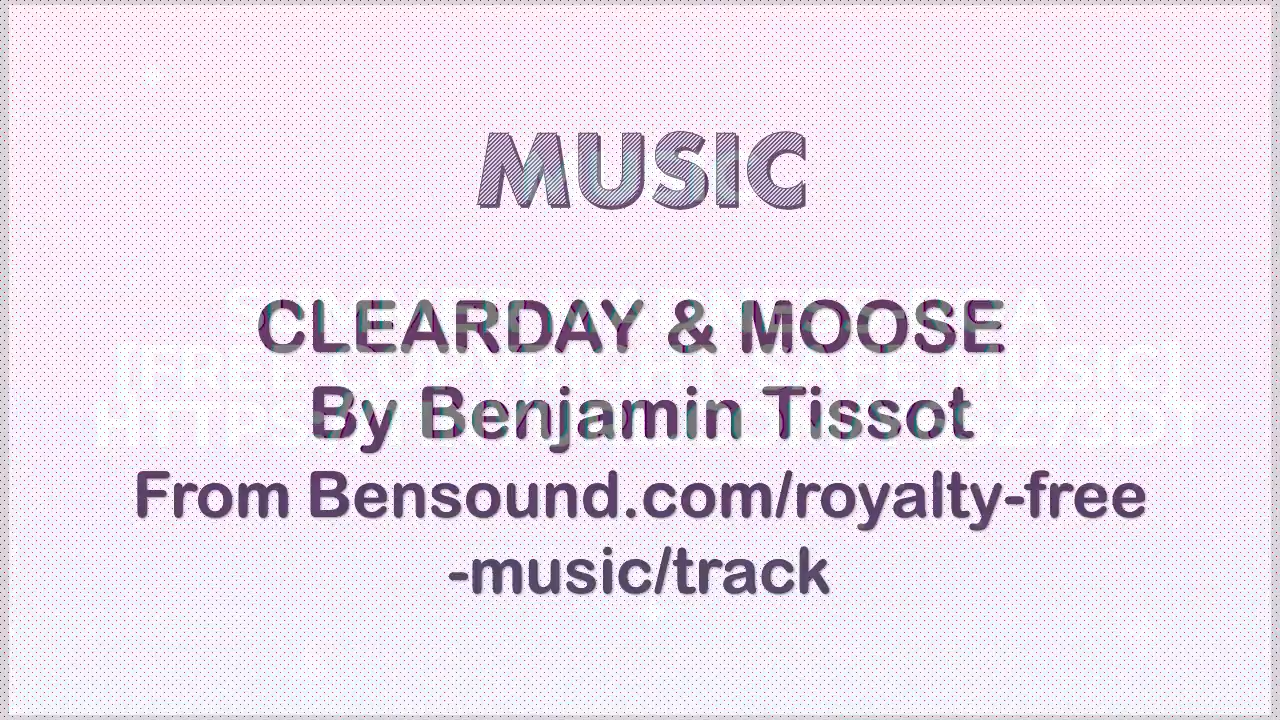 MUSIC
CLEARDAY & MOOSE
By Benjamin Tissot
From Bensound.com/royalty-free
-music/track